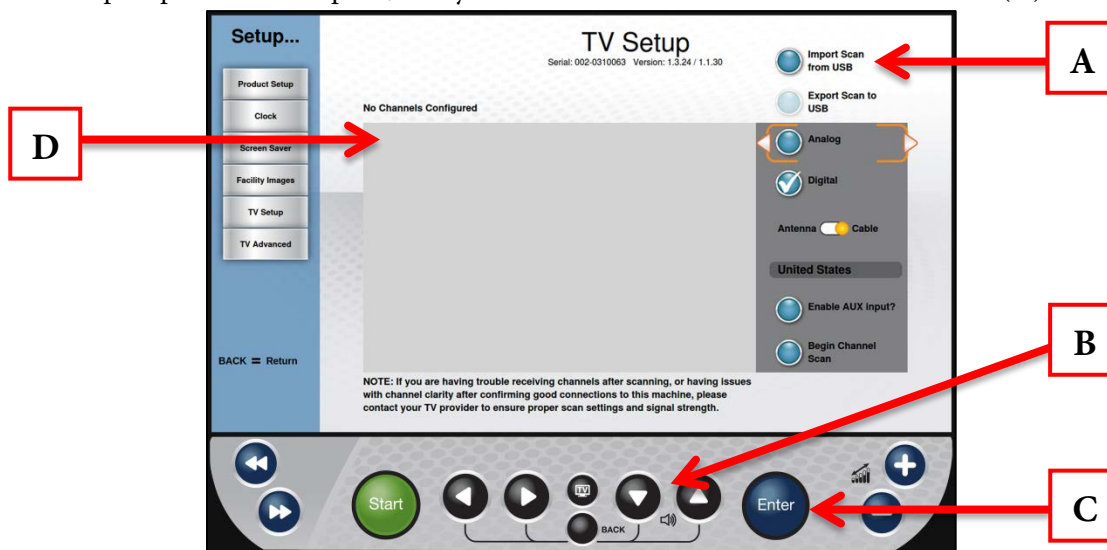 Setup...
Product Setup
Clock
Screen Saver
Facility Images
TV Setup
TV Advanced
BACK = Return
TV Setup
Serial: 002-0310063 Version: 1.3.24 / 1.1.30
No Channels Configured
Import Scan
from USB
Export Scan to
USB
Analog
Digital
Antenna Cable
United States
Enable AUX input?
Begin Channel
Scan
NOTE: If you are having trouble receiving channels after scanning, or having issues
with channel clarity after confirming good connections to this machine, please
contact your TV provider to ensure proper scan settings and signal strength.
Start
TV
BACK
Enter
A
B
C
D